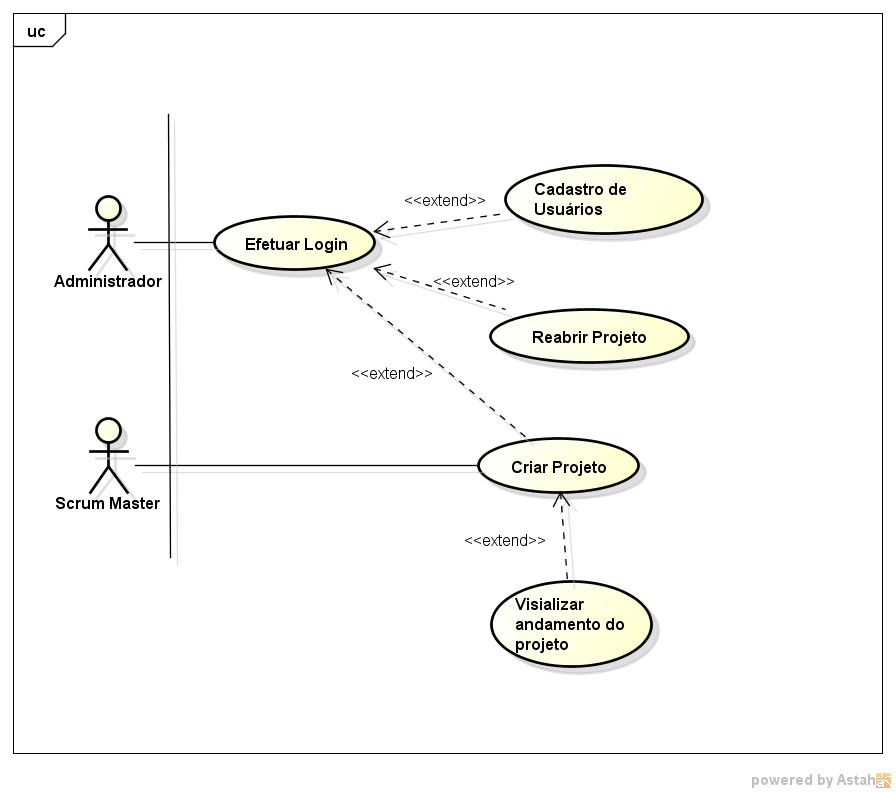 uc
<<extend>>
Cadastro de
Usuários
Efetuar Login
Administrador
<<extend>>
Reabrir Projeto
<<extend>>
Scrum Master
Criar Projeto
<<extend>>
Visializar
andamento do
projeto
powered by Astah